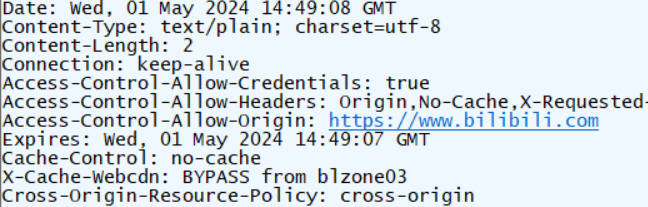 Date: Wed, 01 May 2024 14:49:08 GMT
Content-Type: text/plain; charset=utf-8
Content-Length: 2
Connection: keep-alive
Access-Control-Allow-Credentials: true
Access-Control-Allow-Headers: Origin,No-Cache,X-Requested-
Access-Control-Allow-Origin: https://www.bilibili.com
Expires: Wed, 01 May 2024 14:49:07 GMT
Cache-Control: no-cache
X-Cache-Webcdn: BYPASS from blzone03
Cross-Origin-Resource-Policy: cross-origin